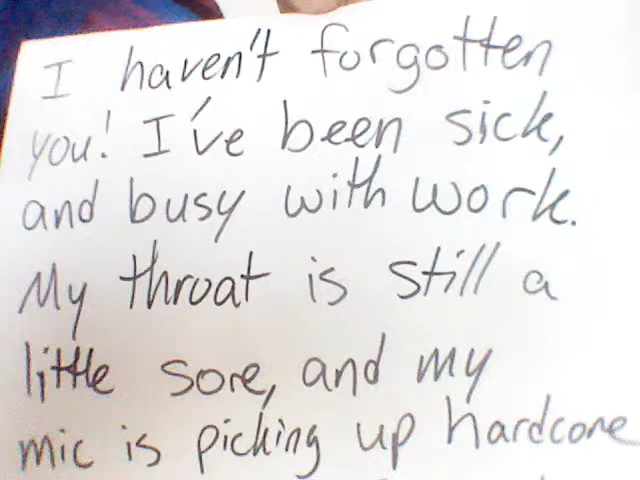 I haven't forgotten
you! I've been sick,
and busy with work.
My throat is still a
little sore, and my
mic is picking up hardcore